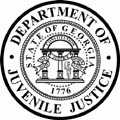 DEPARTMENT OF
JUVENILE JUSTICE
STATE OF GEORGIA
1776